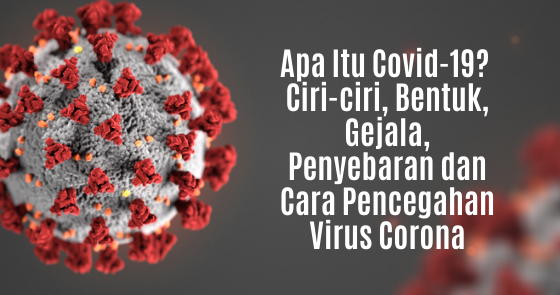 Apa Itu Covid-19?
Ciri-ciri, Bentuk,
Gejala,
Penyebaran dan
Cara Pencegahan
Virus Corona